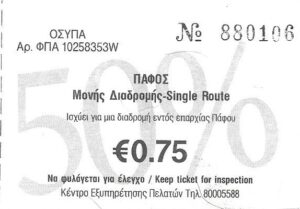 ΟΣΥΠΑ
Αρ. ΦΠΑ 10258353W
№ 880106
50%
ΠΑΦΟΣ
Μονής Διαδρομής-Single Route
Ισχύει για μια διαδρομή εντός επαρχίας Πάφου
€0.75
Να φυλόγεται για έλεγχο / Keep ticket for inspection
Κέντρο Εξυπηρέτησης Πελατών Τηλ. 80005588